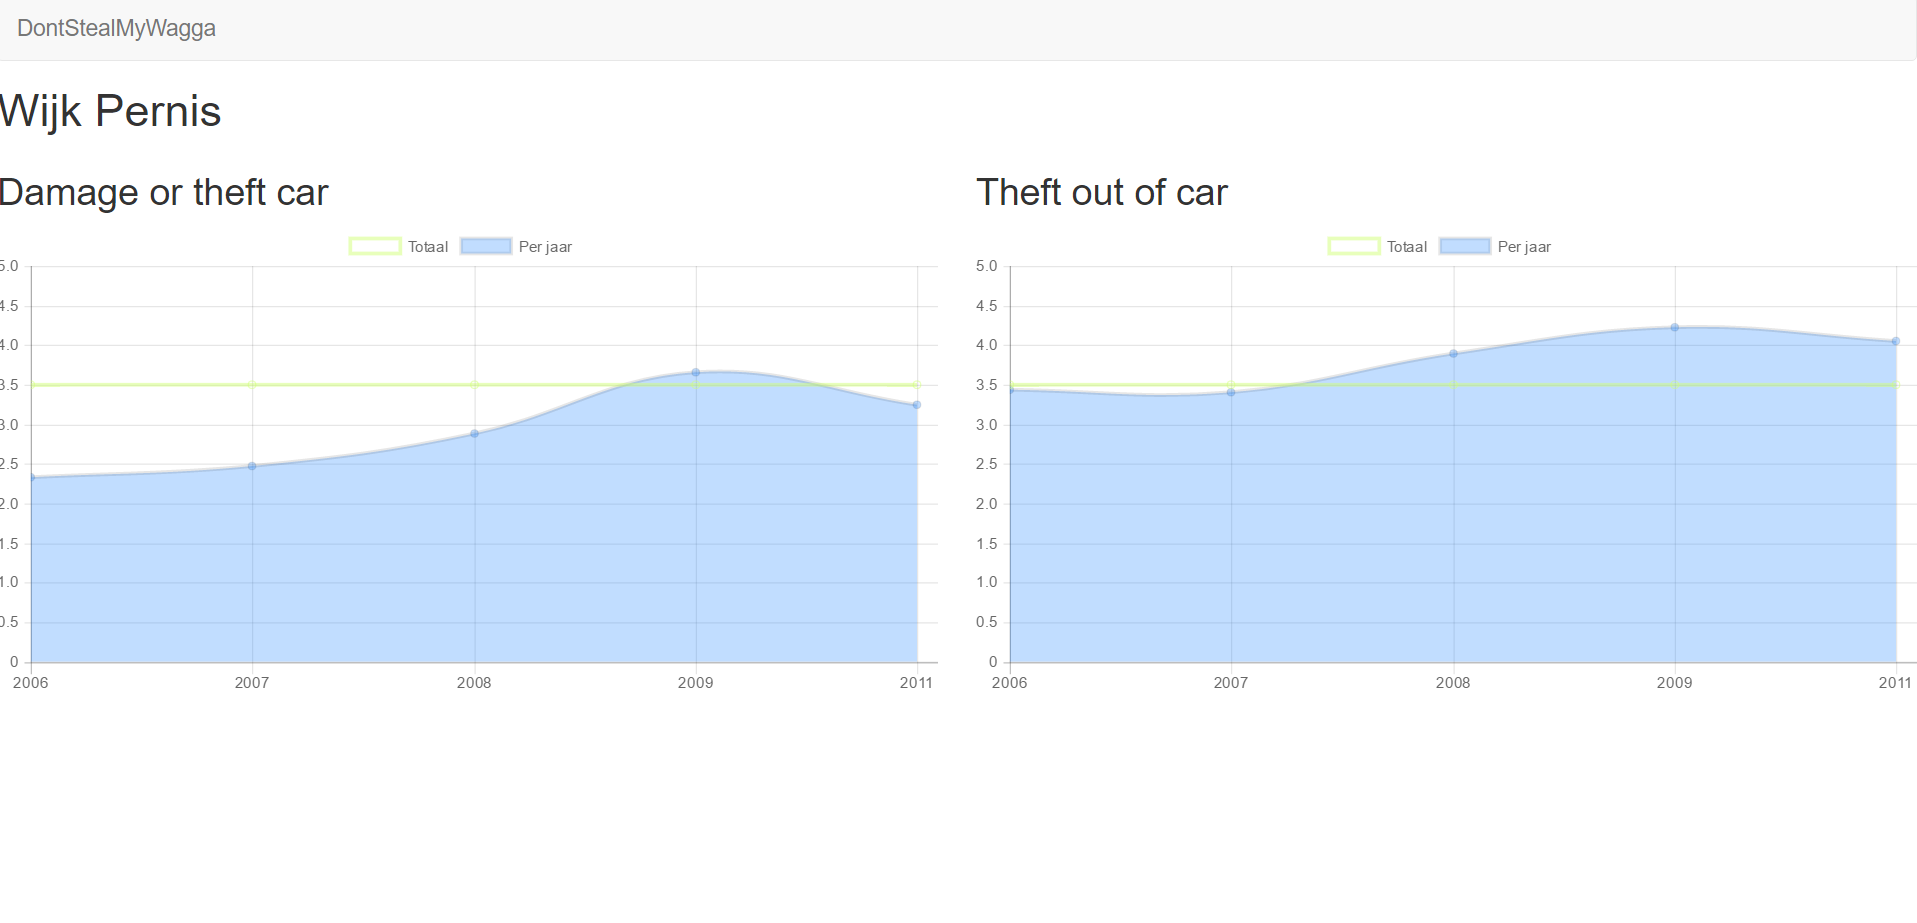 DontStealMyWagga
Wijk Pernis
Damage or theft car
Totaal Per jaar
5.0
4.5
4.0
3.5
3.0
2.5
2.0
1.5
1.0
0.5
0
2006 2007 2008 2009 2011
Theft out of car
Totaal Per jaar
5.0
4.5
4.0
3.5
3.0
2.5
2.0
1.5
1.0
0.5
0
2006 2007 2008 2009 2011